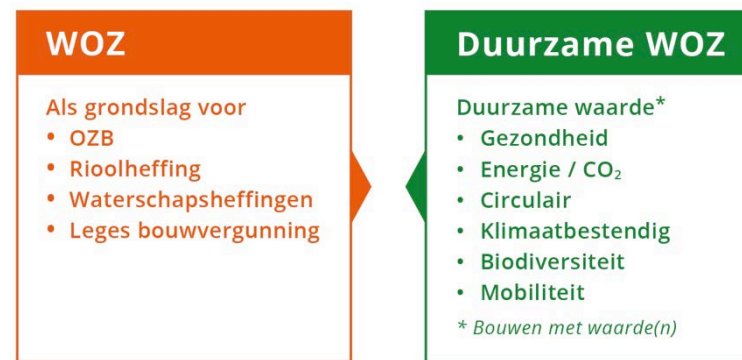 WOZ
Als grondslag voor
• OZB
• Rioolheffing
• Waterschapsheffingen
• Leges bouwvergunning
Duurzame WOZ
Duurzame waarde*
• Gezondheid
• Energie / CO₂
• Circulair
• Klimaatbestendig
• Biodiversiteit
• Mobiliteit
* Bouwen met waarde(n)